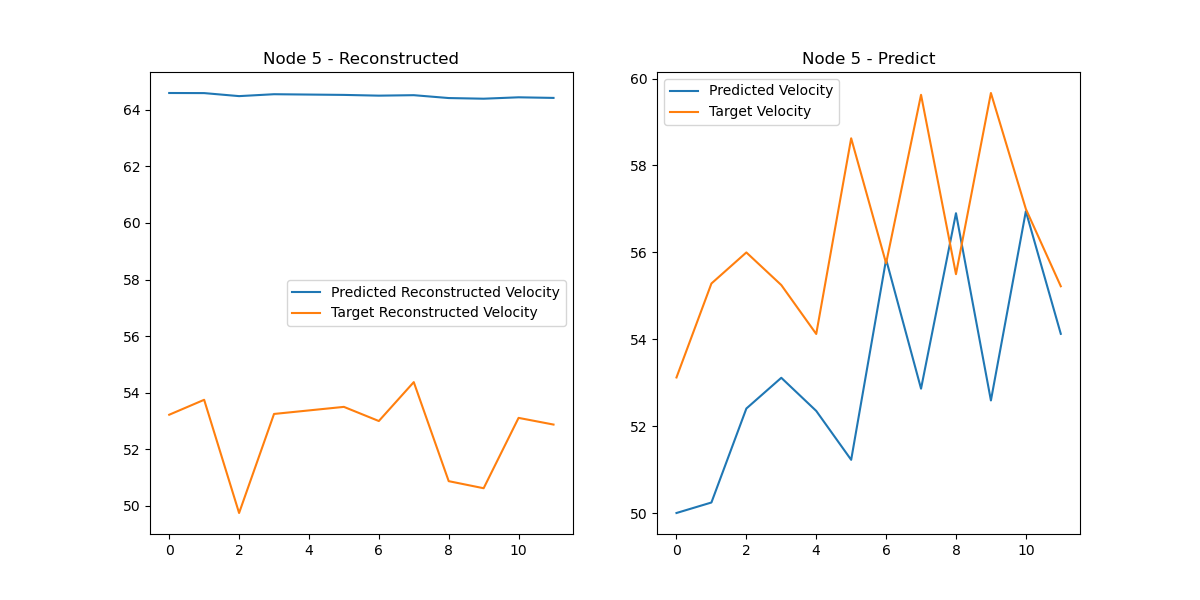 Node 5 - Reconstructed
64
62
60
58
56
54
52
50
0 2 4 6 8 10
Predicted Reconstructed Velocity
Target Reconstructed Velocity
Node 5 - Predict
60
58
56
54
52
50
0 2 4 6 8 10
Predicted Velocity
Target Velocity